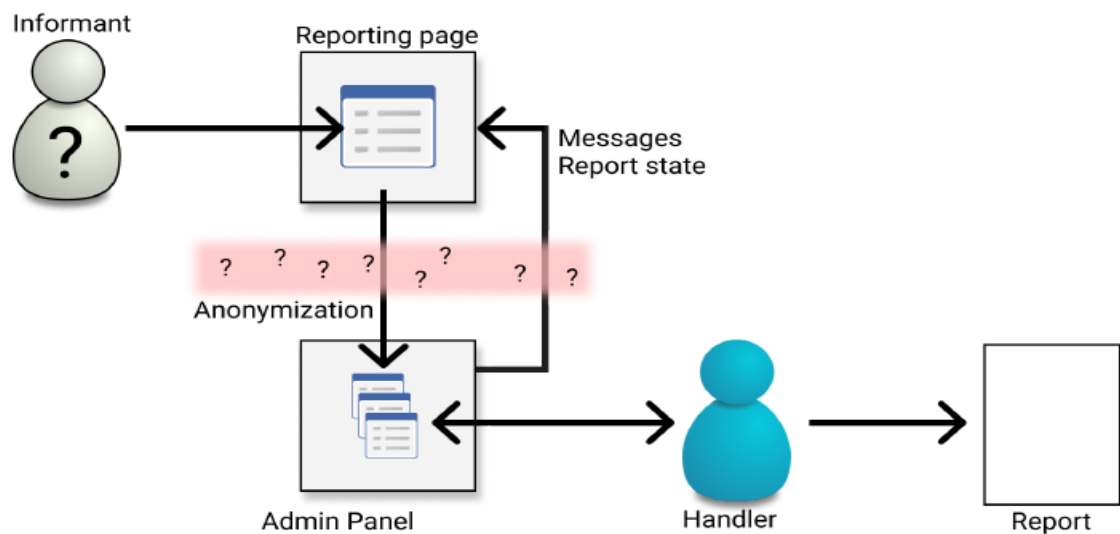 Informant
Reporting page
?
Messages
Report state
? ? ? ? ? ? ? ?
Anonymization
Admin Panel
Handler
Report